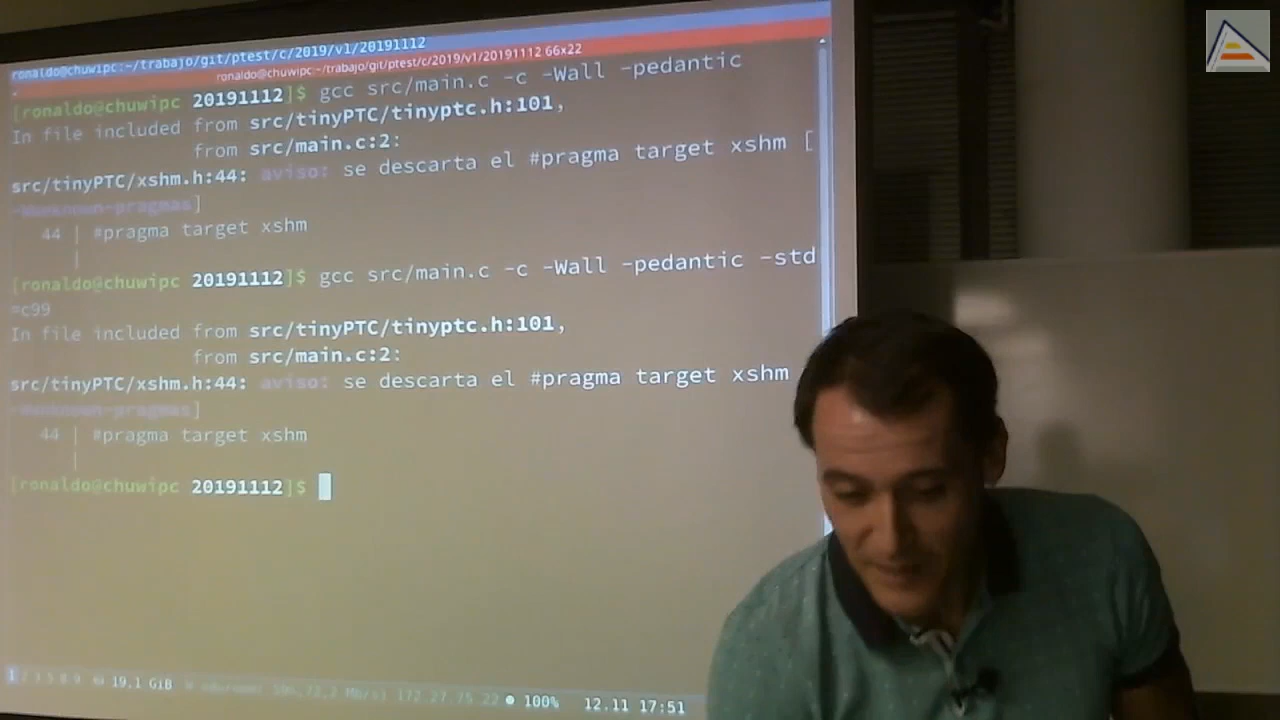 ronaldo@chuwipc:~/trabajo/git/ptest/c/2019/v1/20191112
ronaldo@chuwipc:~/trabajo/git/ptest/c/2019/v1/20191112 66x22
[ronaldo@chuwipc 20191112]$ gcc src/main.c -c -Wall -pedantic
In file included from src/tinyPTC/tinyptc.h:101,
from src/main.c:2:
src/tinyPTC/xshm.h:44: aviso: se descarta el #pragma target xshm [
-Wunknown-pragmas]
44 | #pragma target xshm
|
[ronaldo@chuwipc 20191112]$ gcc src/main.c -c -Wall -pedantic -std
=c99
In file included from src/tinyPTC/tinyptc.h:101,
from src/main.c:2:
src/tinyPTC/xshm.h:44: aviso: se descarta el #pragma target xshm
-Wunknown-pragmas]
44 | #pragma target xshm
|
[ronaldo@chuwipc 20191112]$
1 19.1 GiB 172.27.75.22 100% 12.11 17:51